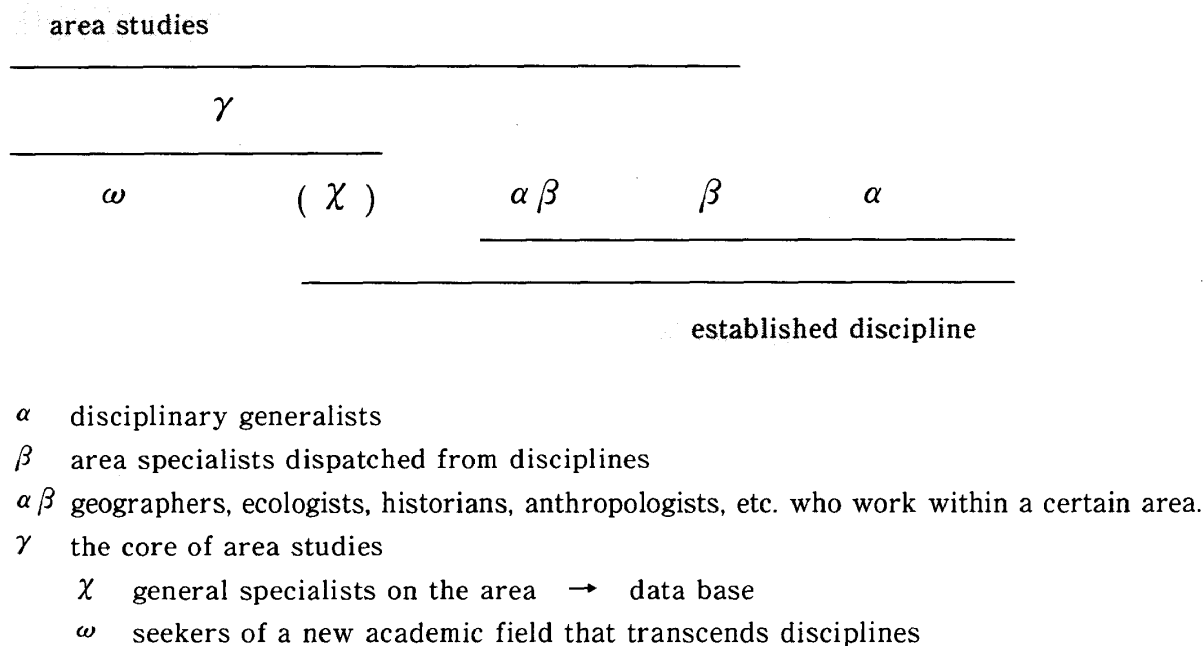 area studies
γ
ω ( χ ) α β β α
established discipline
α disciplinary generalists
β area specialists dispatched from disciplines
α β geographers, ecologists, historians, anthropologists, etc. who work within a certain area.
γ the core of area studies
χ general specialists on the area → data base
ω seekers of a new academic field that transcends disciplines